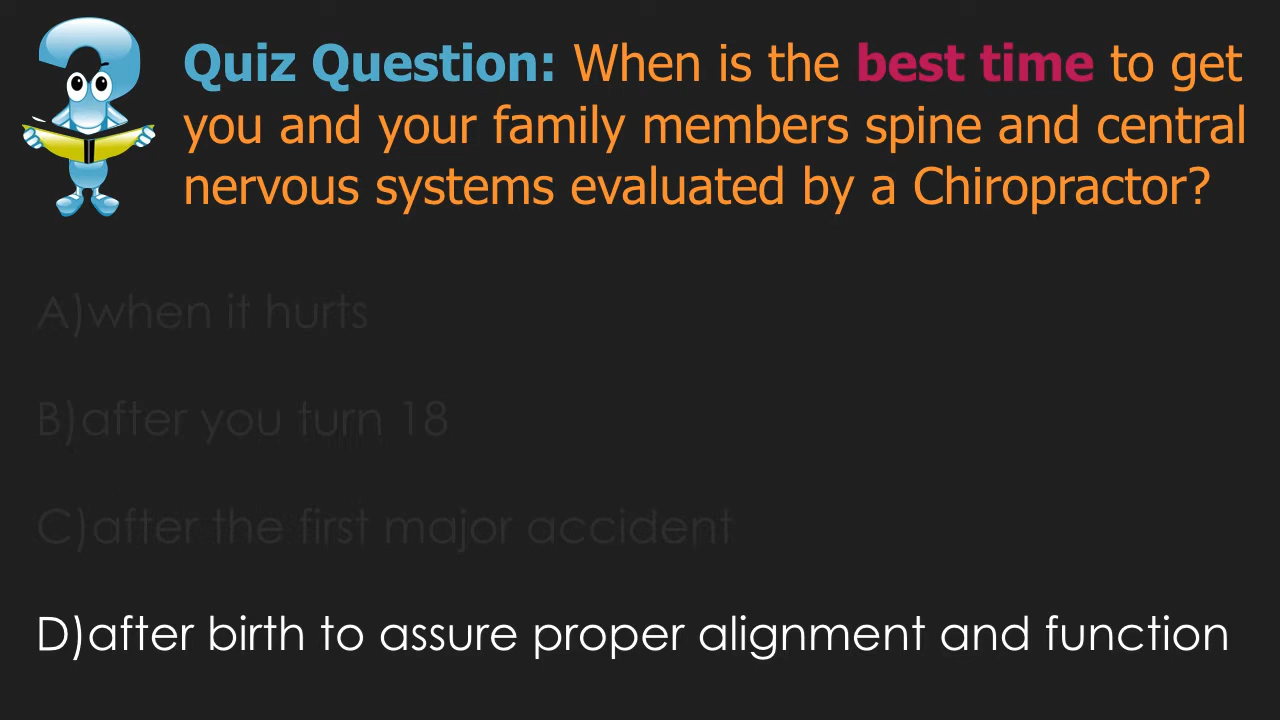 Quiz Question: When is the best time to get
you and your family members spine and central
nervous systems evaluated by a Chiropractor?
A)when it hurts
B)after you turn 18
C)after the first major accident
D)after birth to assure proper alignment and function